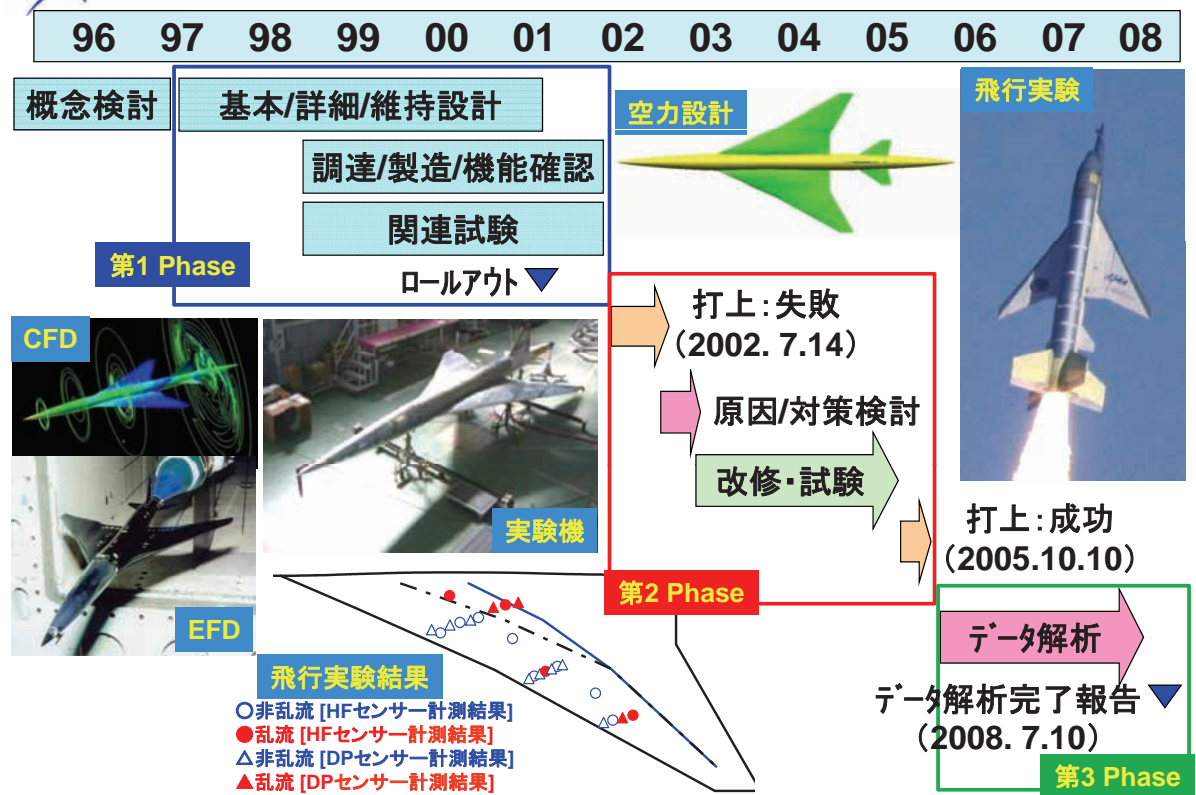 96 97 98 99 00 01 02 03 04 05 06 07 08
概念検討
基本/詳細/維持設計
調達/製造/機能確認
関連試験
第1 Phase
ロールアウト
空力設計
飛行実験
打上：失敗
（2002. 7.14）
原因/対策検討
改修・試験
打上：成功
(2005.10.10)
第2 Phase
CFD
EFD
実験機
飛行実験結果
○非乱流 [HFセンサー計測結果]
●乱流 [HFセンサー計測結果]
△非乱流 [DPセンサー計測結果]
▲乱流 [DPセンサー計測結果]
データ解析
データ解析完了報告
（2008. 7.10）
第3 Phase